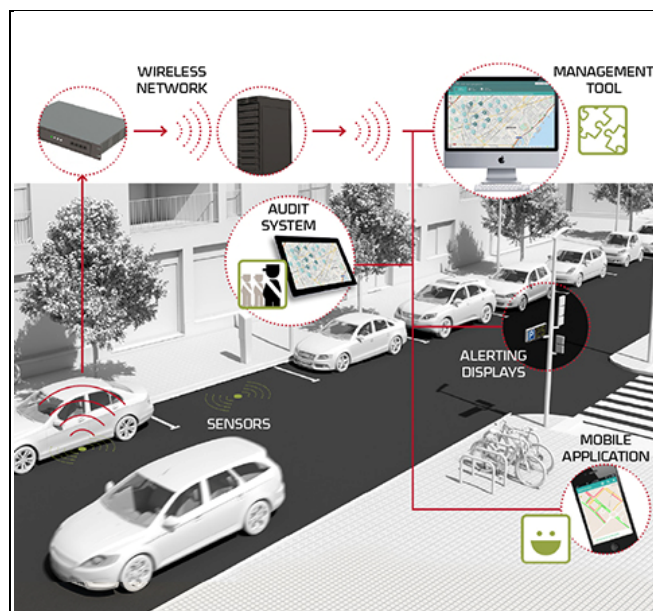 WIRELESS
NETWORK
MANAGEMENT
TOOL
AUDIT
SYSTEM
ALERTING
DISPLAYS
SENSORS
MOBILE
APPLICATION
P